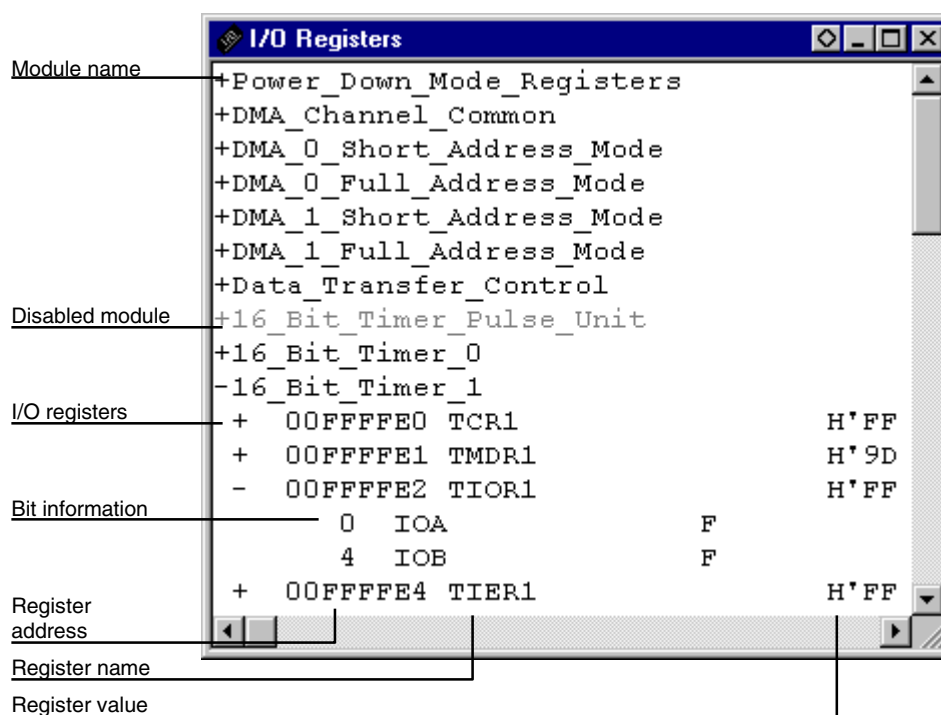 I/O Registers
Module name
+Power_Down_Mode_Registers
+DMA_Channel_Common
+DMA_0_Short_Address_Mode
+DMA_0_Full_Address_Mode
+DMA_1_Short_Address_Mode
+DMA_1_Full_Address_Mode
+Data_Transfer_Control
Disabled module
+16_Bit_Timer_Pulse_Unit
+16_Bit_Timer_0
-16_Bit_Timer_1
I/O registers
+ 00FFFFE0 TCR1 H'FF
+ 00FFFFE1 TMDR1 H'9D
- 00FFFFE2 TIOR1 H'FF
Bit information
0 IOA F
4 IOB F
+ 00FFFFE4 TIER1 H'FF
Register
address
Register name
Register value